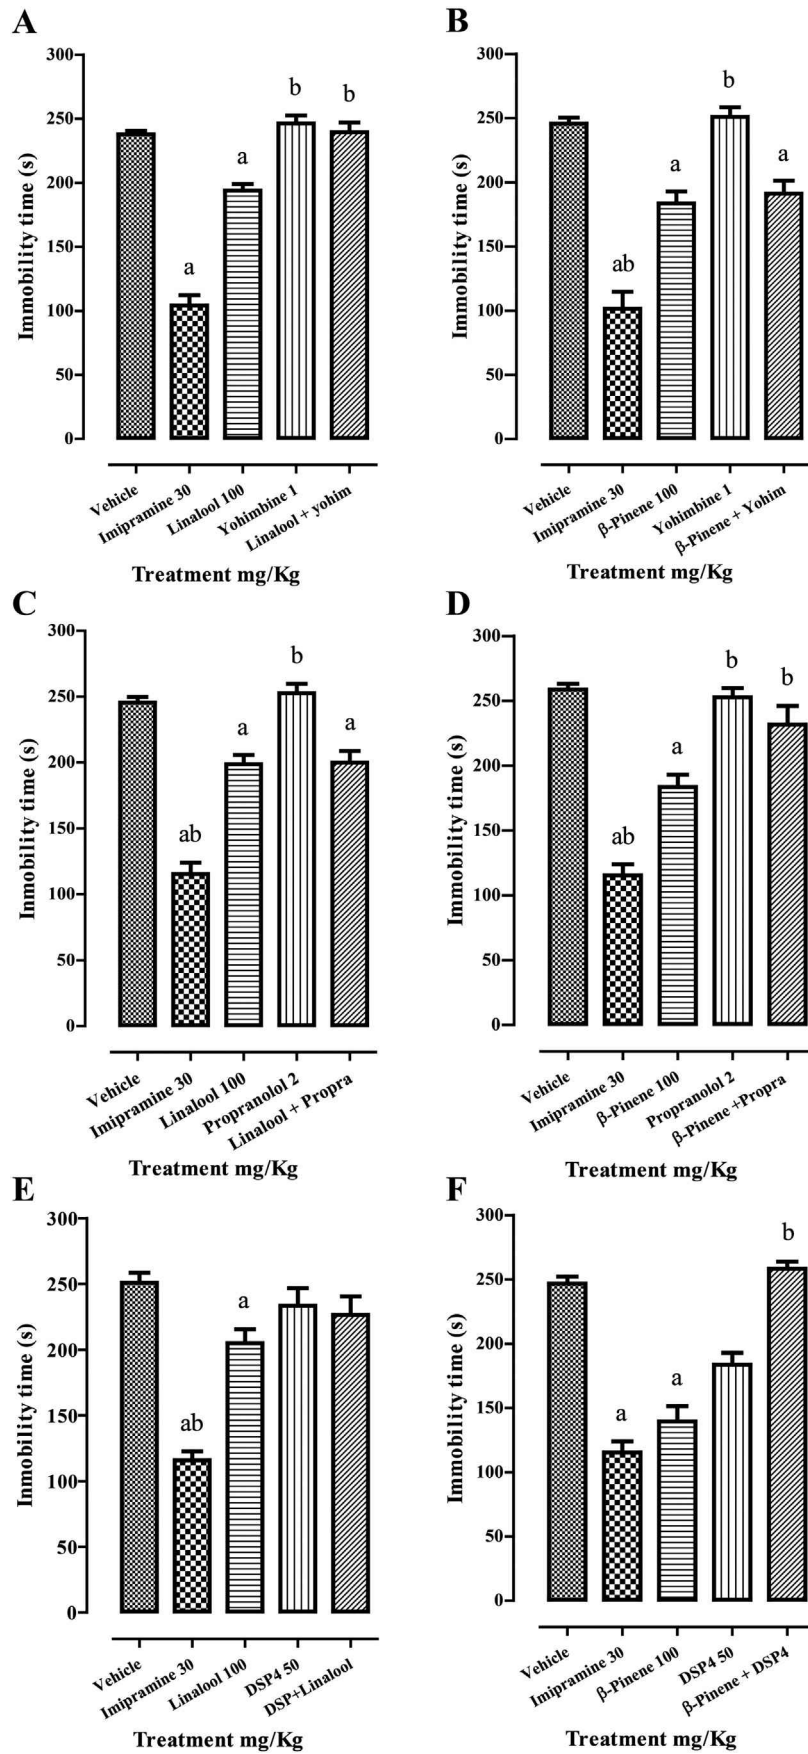 A
Immobility time (s)
300
250
200
150
100
50
0
a
a
b
b
Vehicle
Imipramine 30
Linalool 100
Yohimbine 1
Linalool + yohim
Treatment mg/Kg
B
Immobility time (s)
300
250
200
150
100
50
0
ab
a
b
a
Vehicle
Imipramine 30
β-Pinene 100
Yohimbine 1
β-Pinene + Yohim
Treatment mg/Kg
C
Inmobility time (s)
300
250
200
150
100
50
0
ab
a
b
a
Vehicle
Imipramine 30
Linalool 100
Propranolol 2
Linalool + Propra
Treatment mg/Kg
D
Immobility time (s)
300
250
200
150
100
50
0
ab
a
b
b
Vehicle
Imipramine 30
β-Pinene 100
Propranolol 2
β-Pinene +Propra
Treatment mg/Kg
E
Inmobility time (s)
300
250
200
150
100
50
0
ab
a
Vehicle
Imipramine 30
Linalool 100
DSP4 50
DSP+Linalool
Treatment mg/Kg
F
Immobility time (s)
300
250
200
150
100
50
0
a
a
b
Vehicle
Imipramine 30
β-Pinene 100
DSP4 50
β-Pinene + DSP4
Treatment mg/Kg